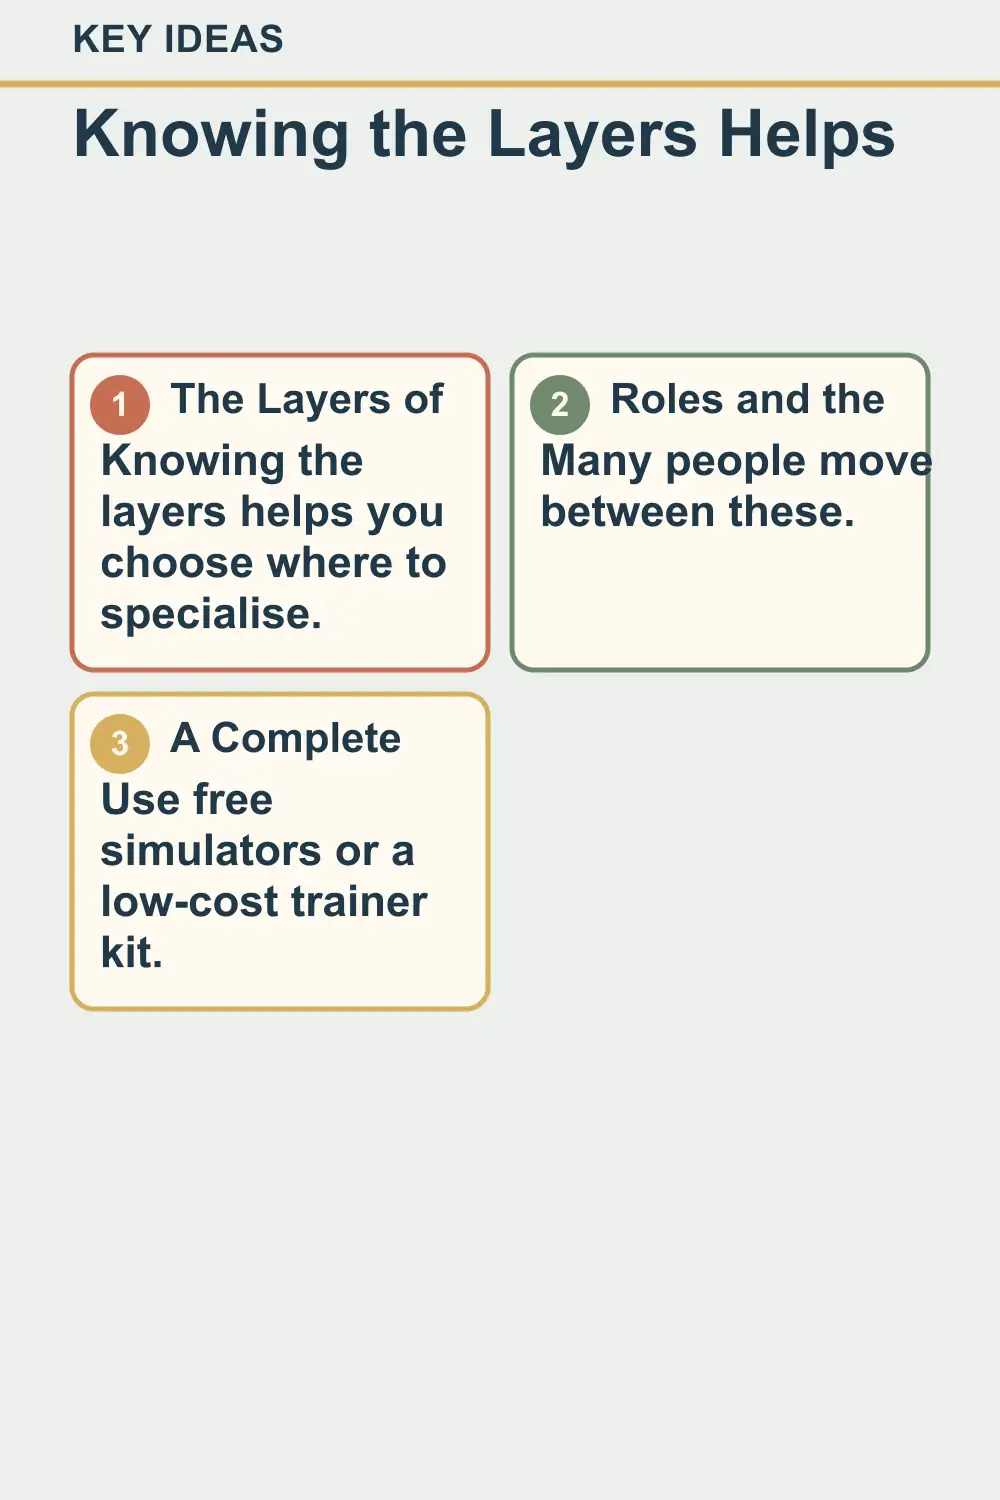 KEY IDEAS
Knowing the Layers Helps
1 The Layers of
Knowing the
layers helps you
choose where to
specialise.
2 Roles and the
Many people move
between these.
3 A Complete
Use free
simulators or a
low-cost trainer
kit.